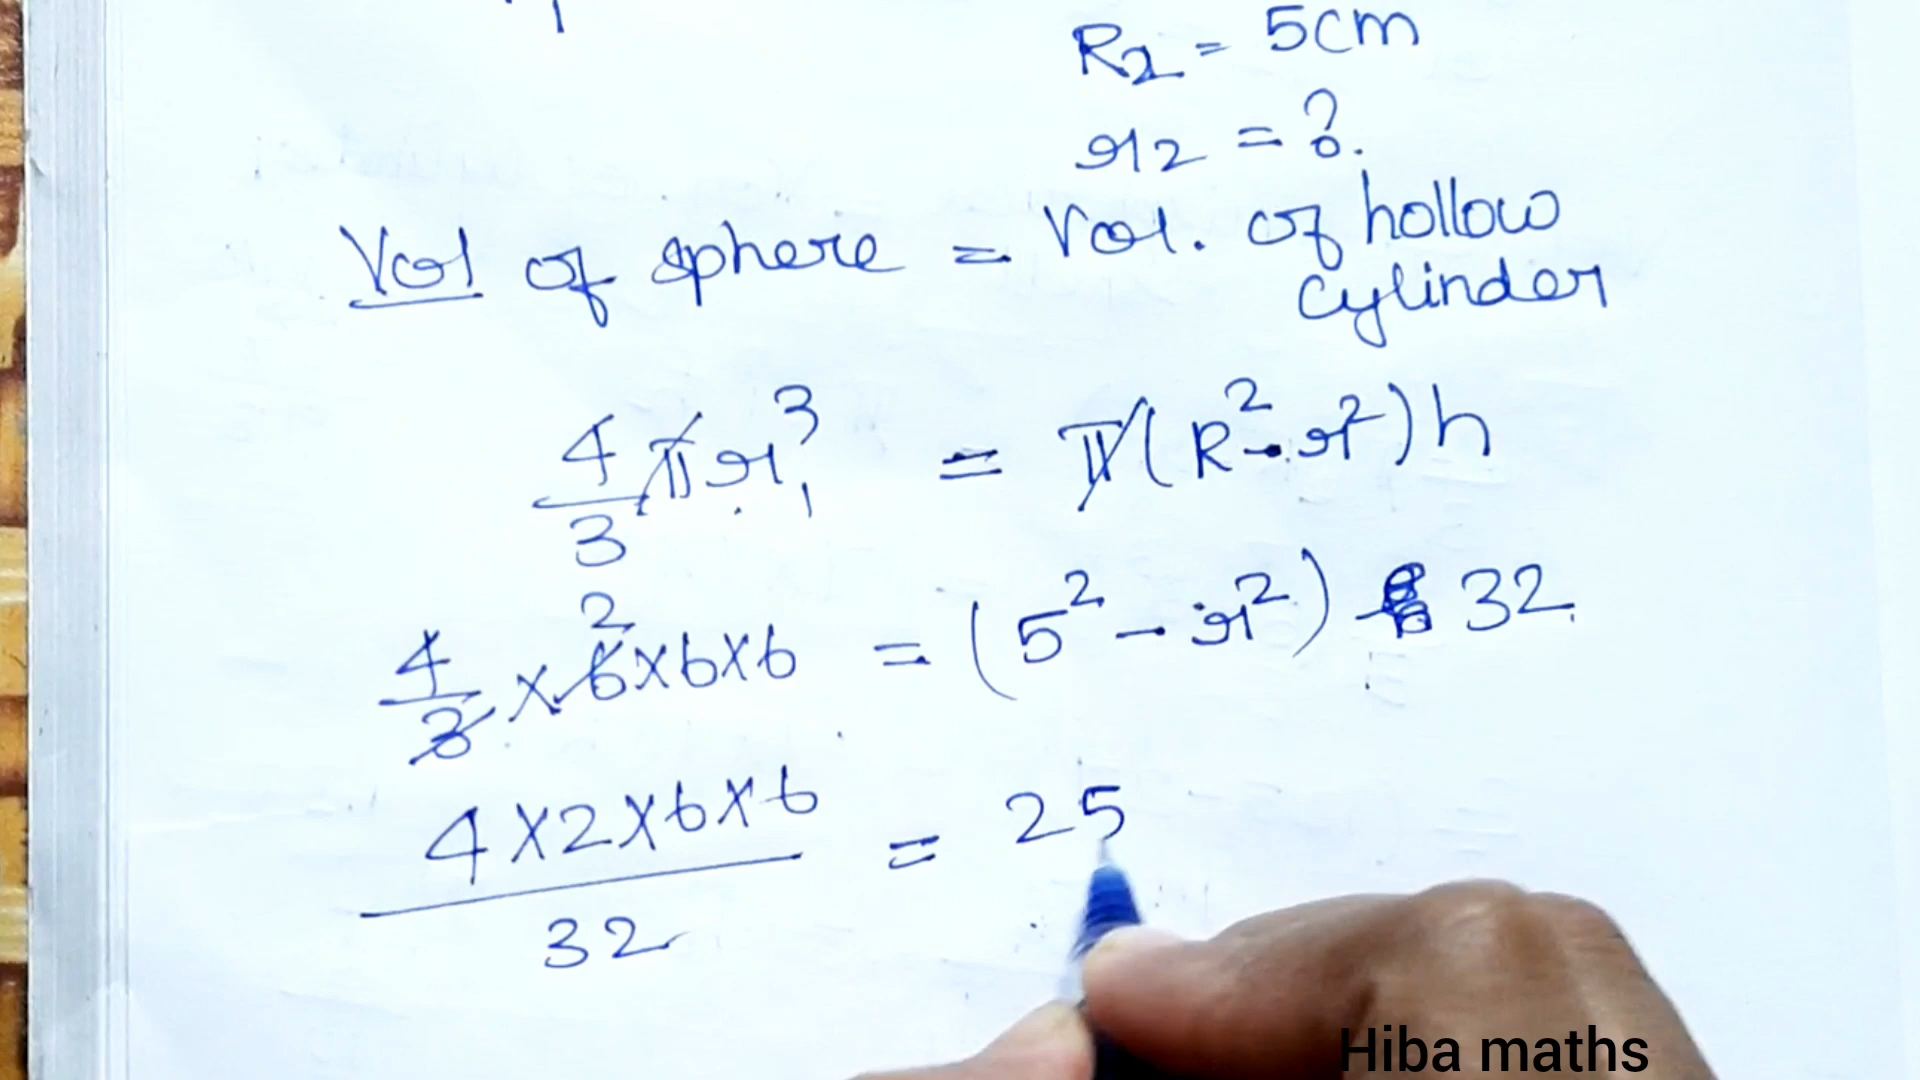 R₂ = 5cm
r₂ = ?.
Vol of sphere = Vol. of hollow
cylinder
4/3 πr₁³ = π(R²-r²)h
4/3 × 6×6×6 = (5² - r²) 32
2
4×2×6×6/32 = 25
Hiba maths